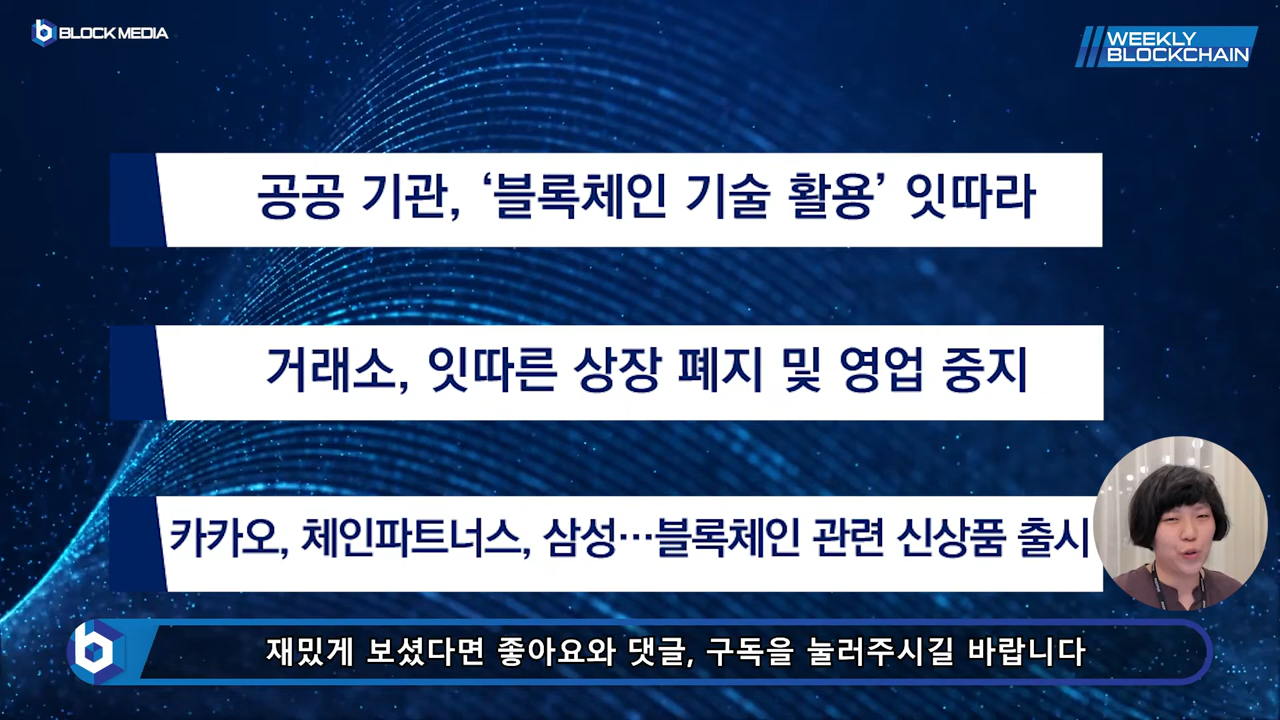 BLOCK MEDIA
WEEKLY
BLOCKCHAIN
공공 기관, ‘블록체인 기술 활용’ 잇따라
거래소, 잇따른 상장 폐지 및 영업 중지
카카오, 체인파트너스, 삼성…블록체인 관련 신상품 출시
재밌게 보셨다면 좋아요와 댓글, 구독을 눌러주시길 바랍니다